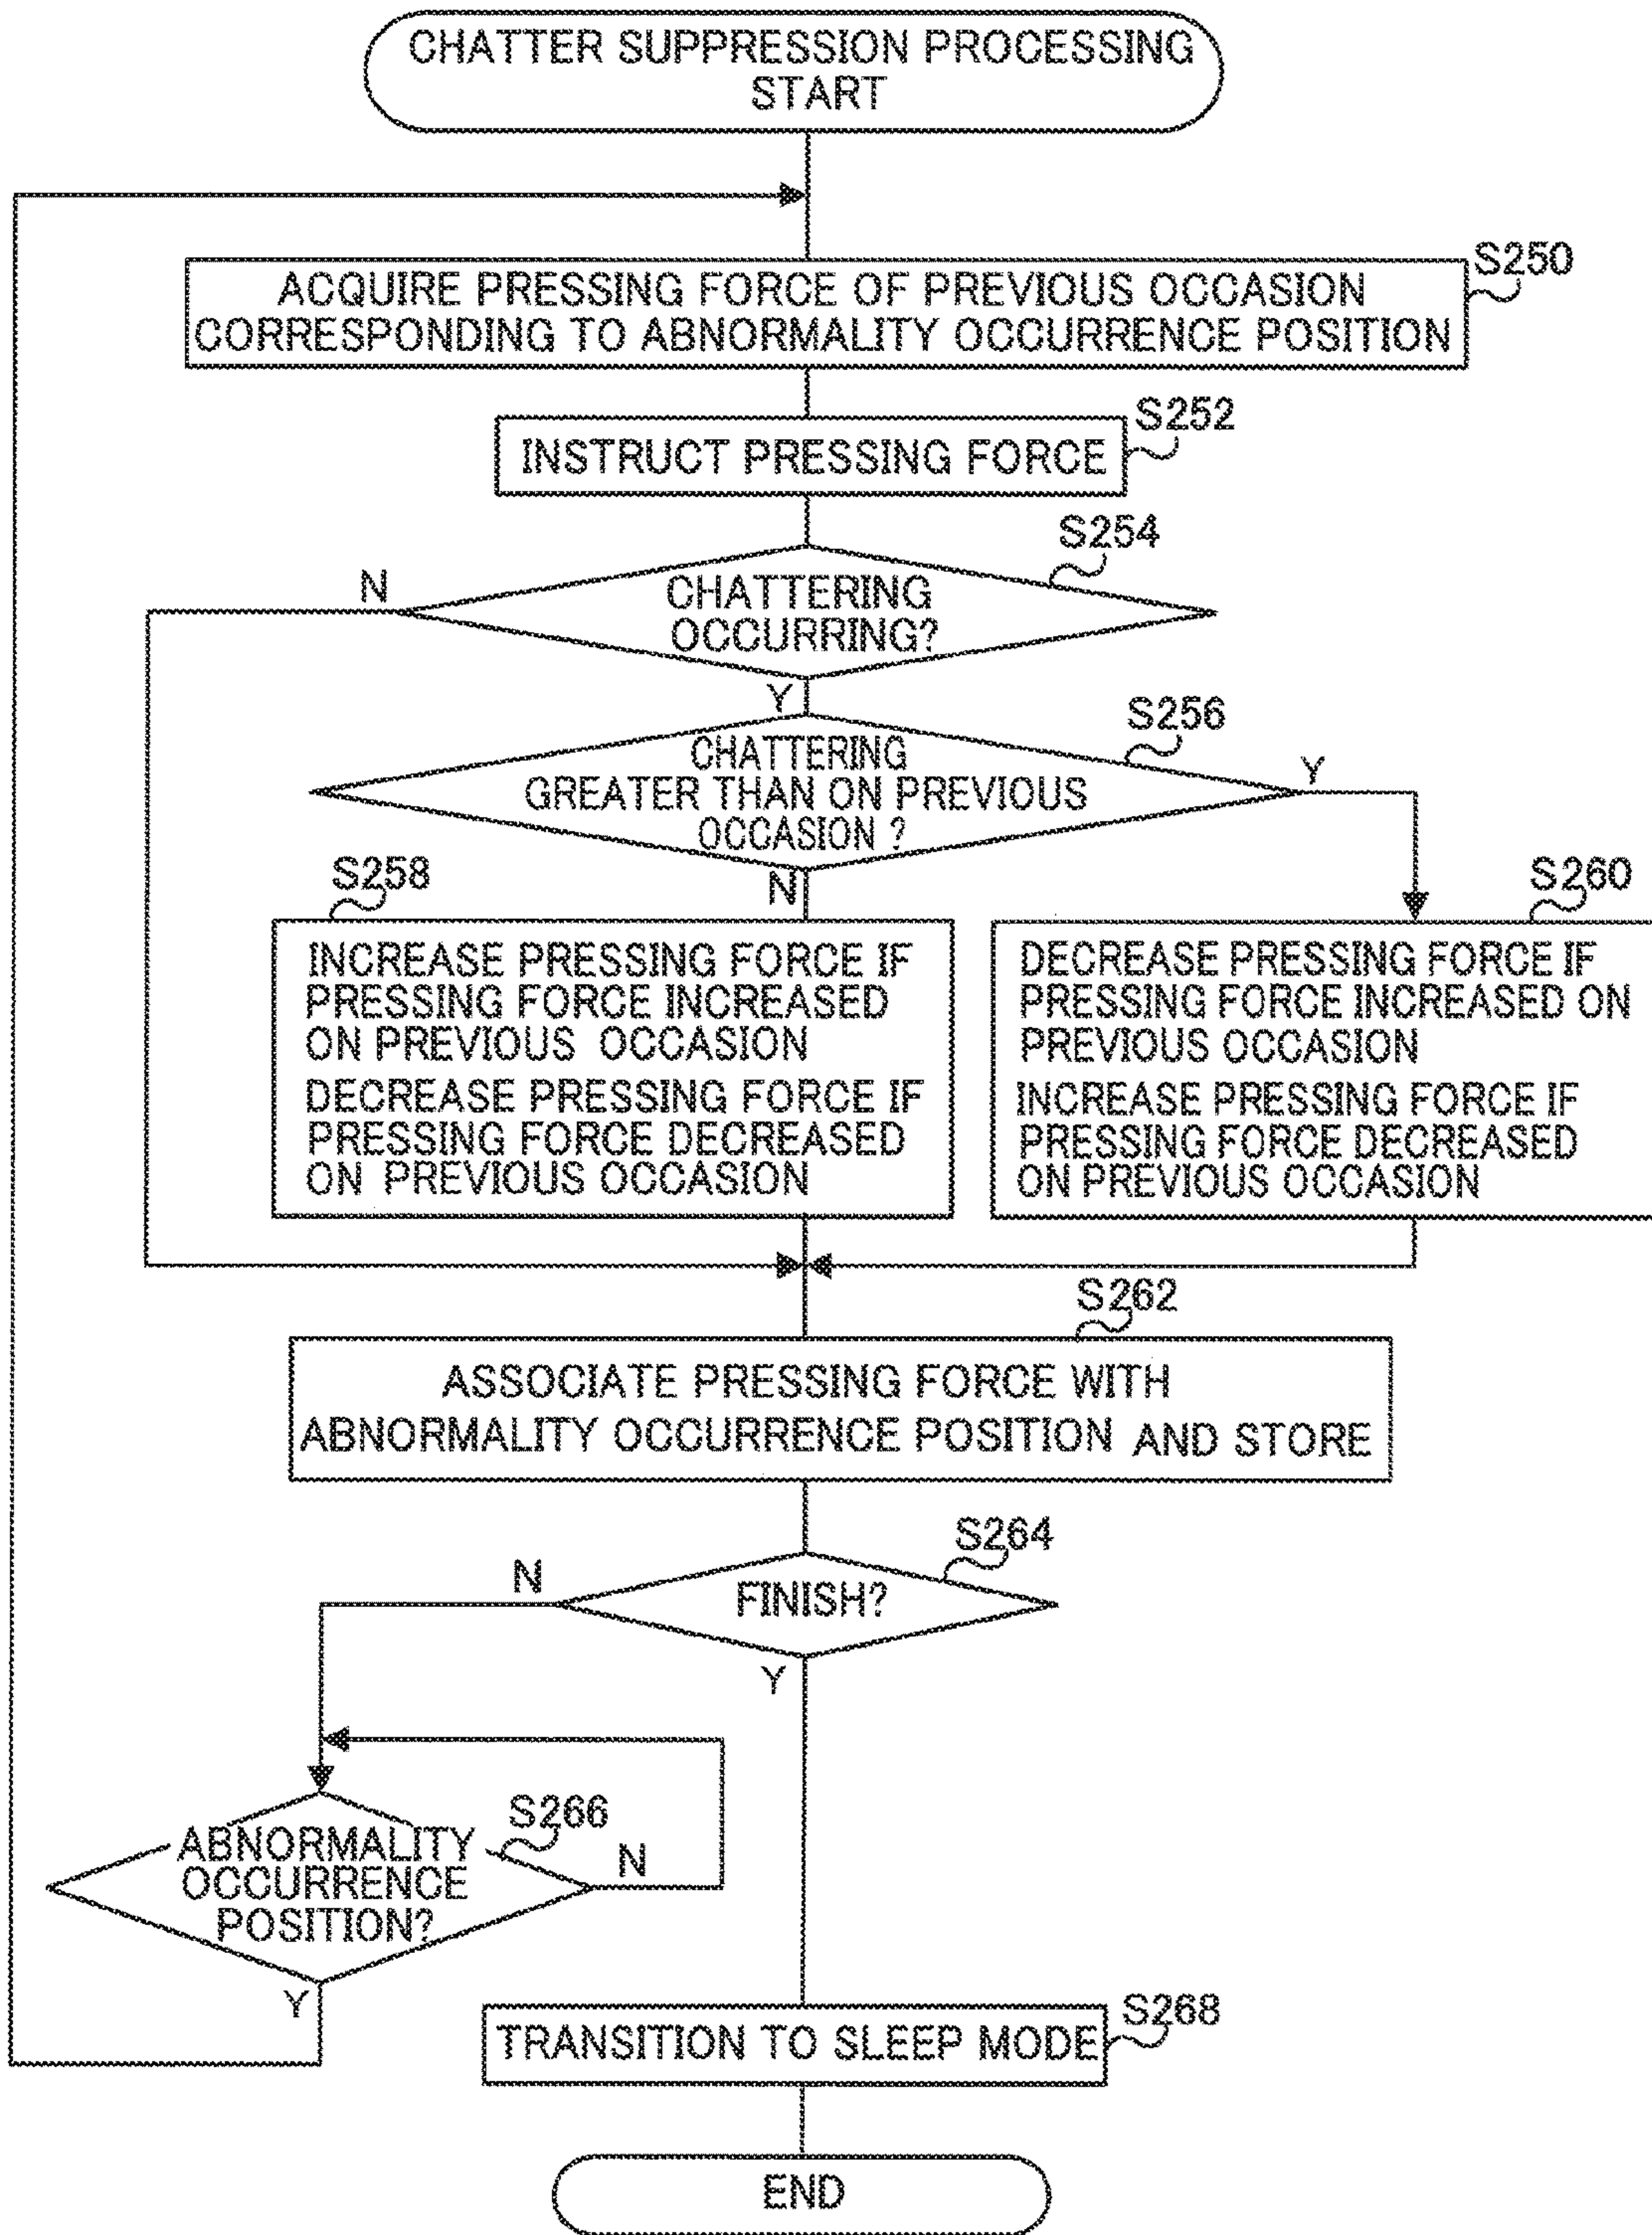 CHATTER SUPPRESSION PROCESSING
START
S250
ACQUIRE PRESSING FORCE OF PREVIOUS OCCASION
CORRESPONDING TO ABNORMALITY OCCURRENCE POSITION
S252
INSTRUCT PRESSING FORCE
S254
N
CHATTERING
OCCURRING?
Y
S256
CHATTERING
GREATER THAN ON PREVIOUS
OCCASION ?
Y
N
S258
INCREASE PRESSING FORCE IF
PRESSING FORCE INCREASED
ON PREVIOUS OCCASION
DECREASE PRESSING FORCE IF
PRESSING FORCE DECREASED
ON PREVIOUS OCCASION
S260
DECREASE PRESSING FORCE IF
PRESSING FORCE INCREASED ON
PREVIOUS OCCASION
INCREASE PRESSING FORCE IF
PRESSING FORCE DECREASED
ON PREVIOUS OCCASION
S262
ASSOCIATE PRESSING FORCE WITH
ABNORMALITY OCCURRENCE POSITION AND STORE
S264
N
FINISH?
Y
S266
ABNORMALITY
OCCURRENCE
POSITION?
N
Y
S268
TRANSITION TO SLEEP MODE
END